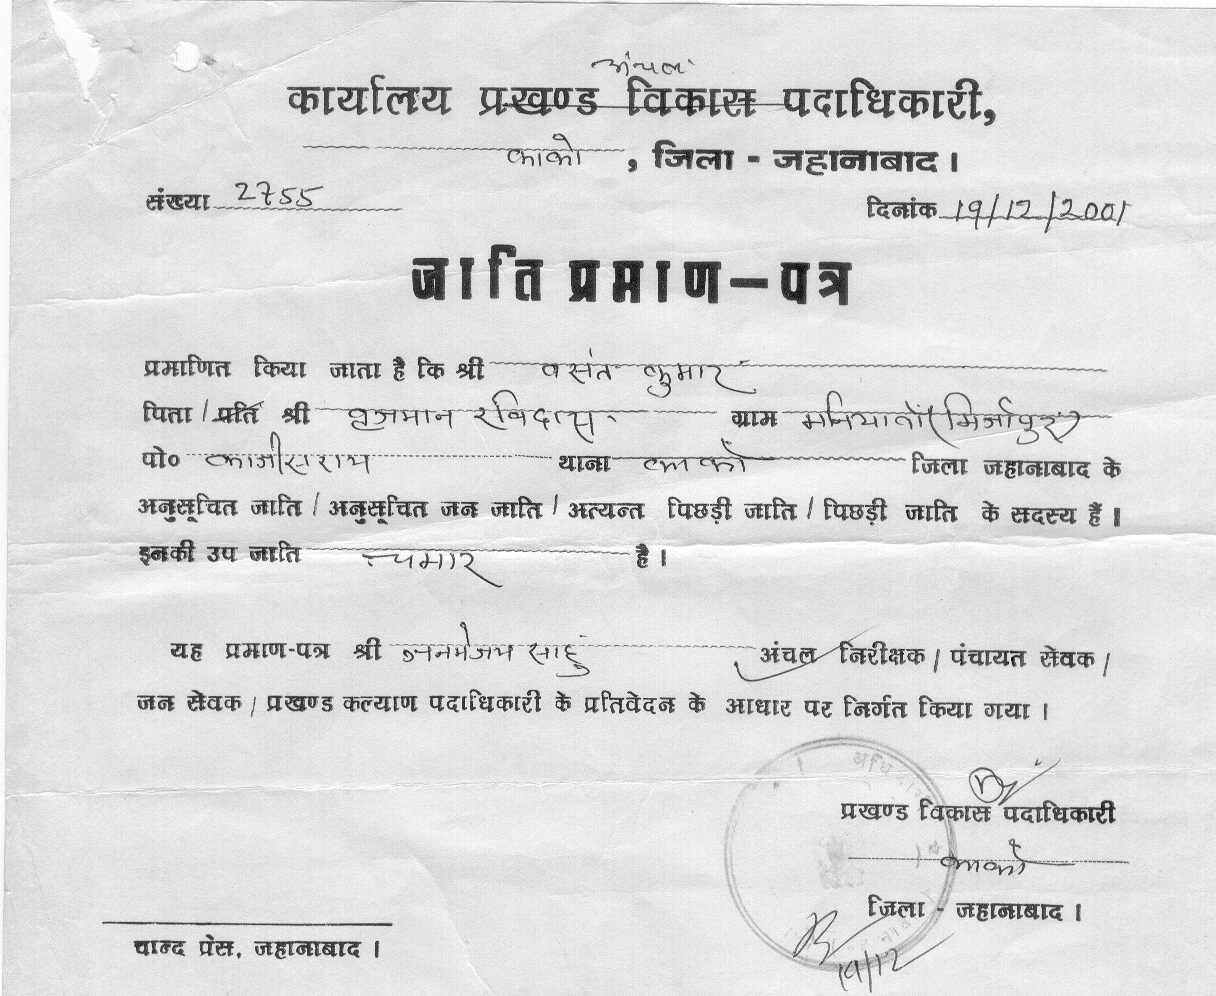 अंचल
कार्यालय प्रखण्ड विकास पदाधिकारी,
काको, जिला - जहानाबाद ।
संख्या 2755 दिनांक 19/12/2001
जाति प्रमाण-पत्र
प्रमाणित किया जाता है कि श्री वसंत कुमार
पिता / प्रति श्री वृजमान रविदास ग्राम मनियावाँ (मिर्जापुर)
पो० काजीसराय थाना काको जिला जहानाबाद के
अनुसूचित जाति / अनुसूचित जन जाति / अत्यन्त पिछड़ी जाति / पिछड़ी जाति के सदस्य हैं ।
इनकी उप जाति चमार है ।
यह प्रमाण-पत्र श्री जनमेजय साहु अंचल निरीक्षक / पंचायत सेवक /
जन सेवक / प्रखण्ड कल्याण पदाधिकारी के प्रतिवेदन के आधार पर निर्गत किया गया ।
प्रखण्ड विकास पदाधिकारी
काको
जिला - जहानाबाद ।
19/12
चान्द प्रेस, जहानाबाद ।